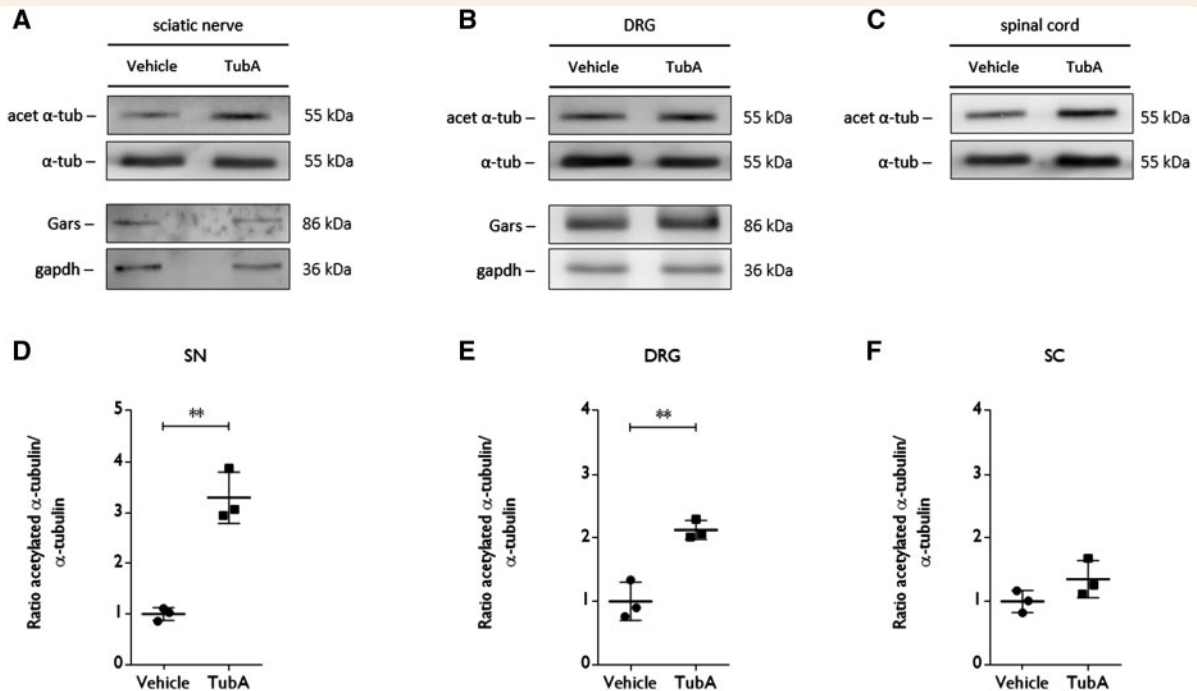 A
sciatic nerve
Vehicle TubA
acet α-tub – 55 kDa
α-tub – 55 kDa
Gars – 86 kDa
gapdh – 36 kDa
B
DRG
Vehicle TubA
acet α-tub – 55 kDa
α-tub – 55 kDa
Gars – 86 kDa
gapdh – 36 kDa
C
spinal cord
Vehicle TubA
acet α-tub – 55 kDa
α-tub – 55 kDa
D
SN
Ratio acetylated α-tubulin/
α-tubulin
5
4
3
2
1
0
**
Vehicle TubA
E
DRG
Ratio acetylated α-tubulin/
α-tubulin
4
3
2
1
0
**
Vehicle TubA
F
SC
Ratio acetylated α-tubulin/
α-tubulin
4
3
2
1
0
Vehicle TubA